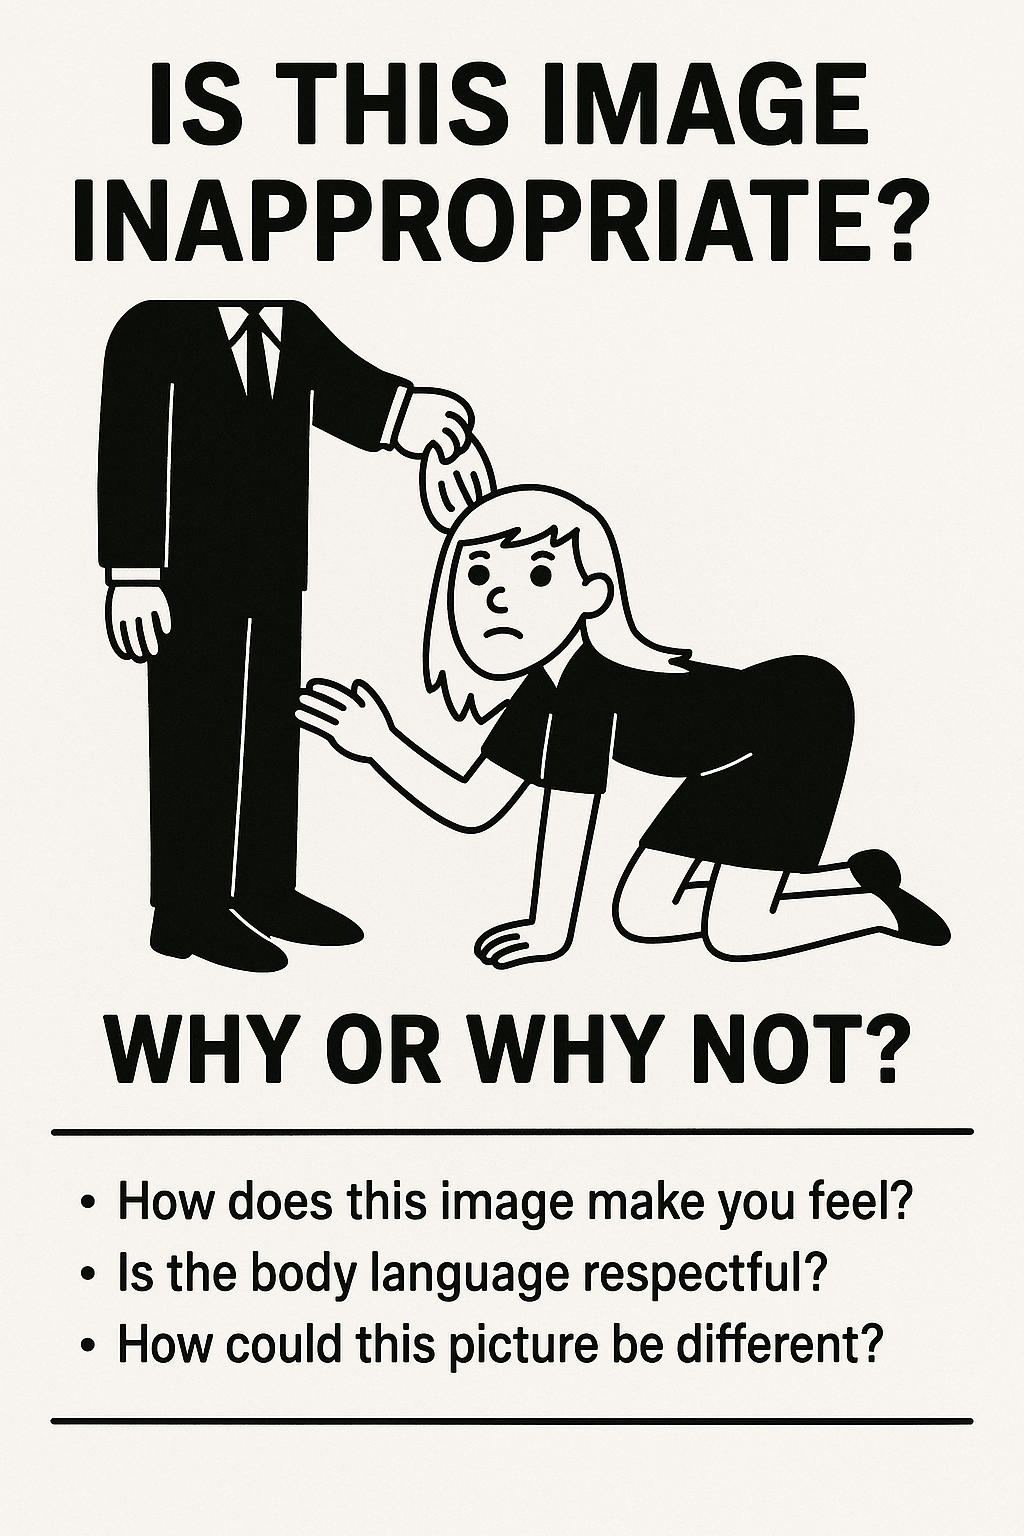 IS THIS IMAGE
INAPPROPRIATE?
WHY OR WHY NOT?
• How does this image make you feel?
• Is the body language respectful?
• How could this picture be different?